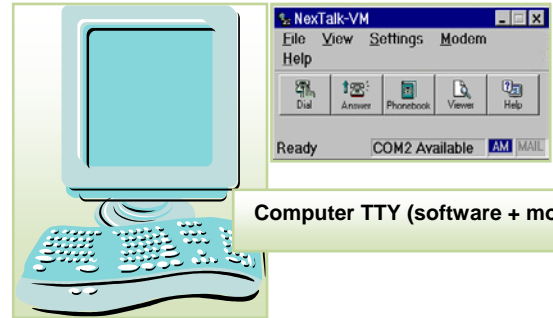 NexTalk-VM
File View Settings Modem
Help
Dial Answer Phonebook Viewer Help
Ready COM2 Available AM MAIL
Computer TTY (software +